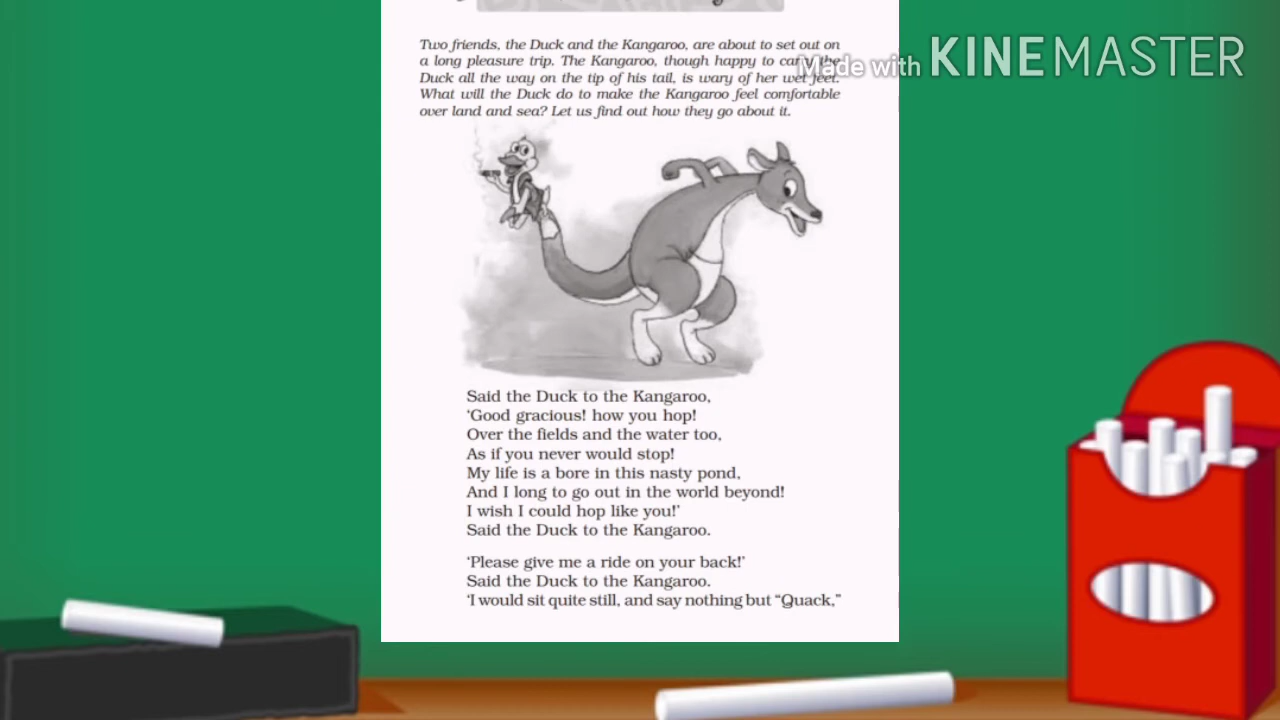 Two friends, the Duck and the Kangaroo, are about to set out on
a long pleasure trip. The Kangaroo, though happy to carry the
Duck all the way on the tip of his tail, is wary of her wet feet.
What will the Duck do to make the Kangaroo feel comfortable
over land and sea? Let us find out how they go about it.
Made with KINEMASTER
Said the Duck to the Kangaroo,
‘Good gracious! how you hop!
Over the fields and the water too,
As if you never would stop!
My life is a bore in this nasty pond,
And I long to go out in the world beyond!
I wish I could hop like you!’
Said the Duck to the Kangaroo.
‘Please give me a ride on your back!’
Said the Duck to the Kangaroo.
‘I would sit quite still, and say nothing but “Quack,”